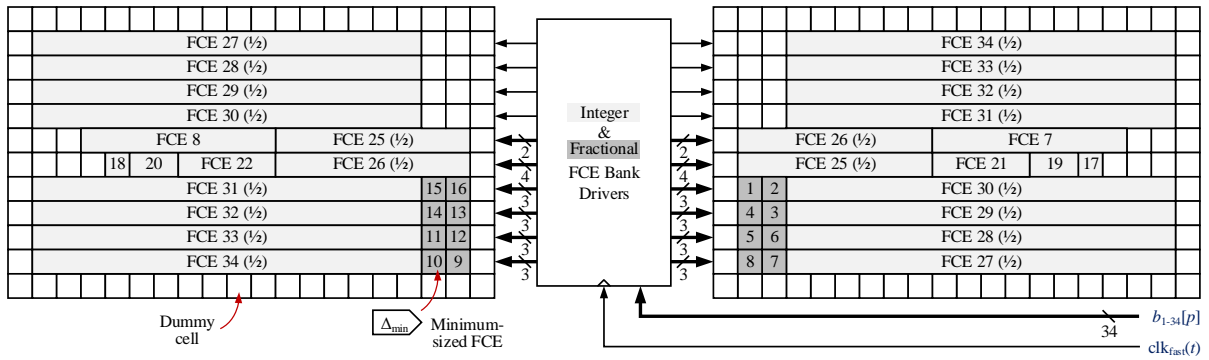 FCE 27 (½)
FCE 28 (½)
FCE 29 (½)
FCE 30 (½)
FCE 8 FCE 25 (½)
18 20 FCE 22 FCE 26 (½)
FCE 31 (½) 15 16
FCE 32 (½) 14 13
FCE 33 (½) 11 12
FCE 34 (½) 10 9
2
4
3
3
3
3
Integer
&
Fractional
FCE Bank
Drivers
2
4
3
3
3
3
FCE 34 (½)
FCE 33 (½)
FCE 32 (½)
FCE 31 (½)
FCE 26 (½) FCE 7
FCE 25 (½) FCE 21 19 17
1 2 FCE 30 (½)
4 3 FCE 29 (½)
5 6 FCE 28 (½)
8 7 FCE 27 (½)
Dummy
cell
Δmin
Minimum-
sized FCE
34
b1-34[p]
clkfast(t)